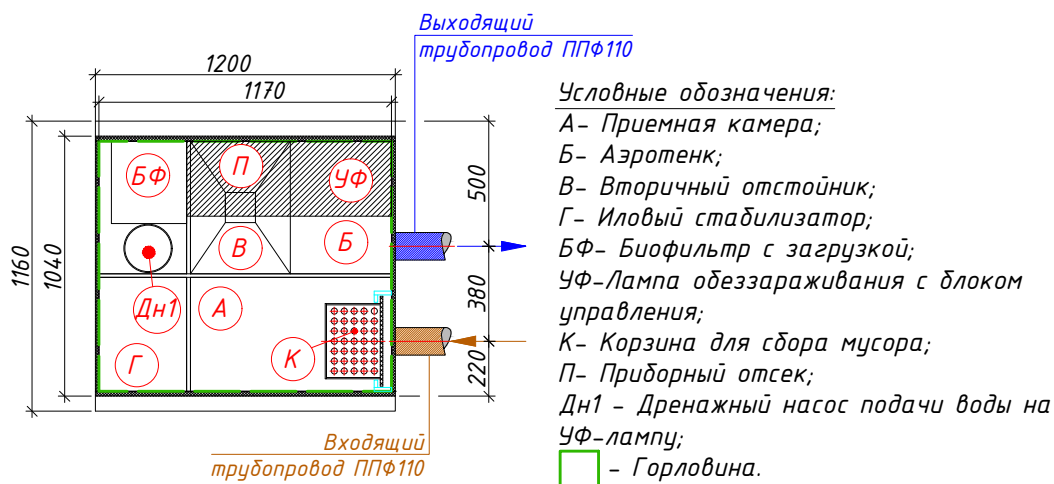 Выходящий
трубопровод ППФ110
1200
1170
1160
1040
500
380
220
БФ
П
УФ
В
Б
Дн1
А
Г
К
Входящий
трубопровод ППФ110
Условные обозначения:
А- Приемная камера;
Б- Аэротенк;
В- Вторичный отстойник;
Г- Иловый стабилизатор;
БФ- Биофильтр с загрузкой;
УФ-Лампа обеззараживания с блоком
управления;
К- Корзина для сбора мусора;
П- Приборный отсек;
Дн1 - Дренажный насос подачи воды на
УФ-лампу;
- Горловина.